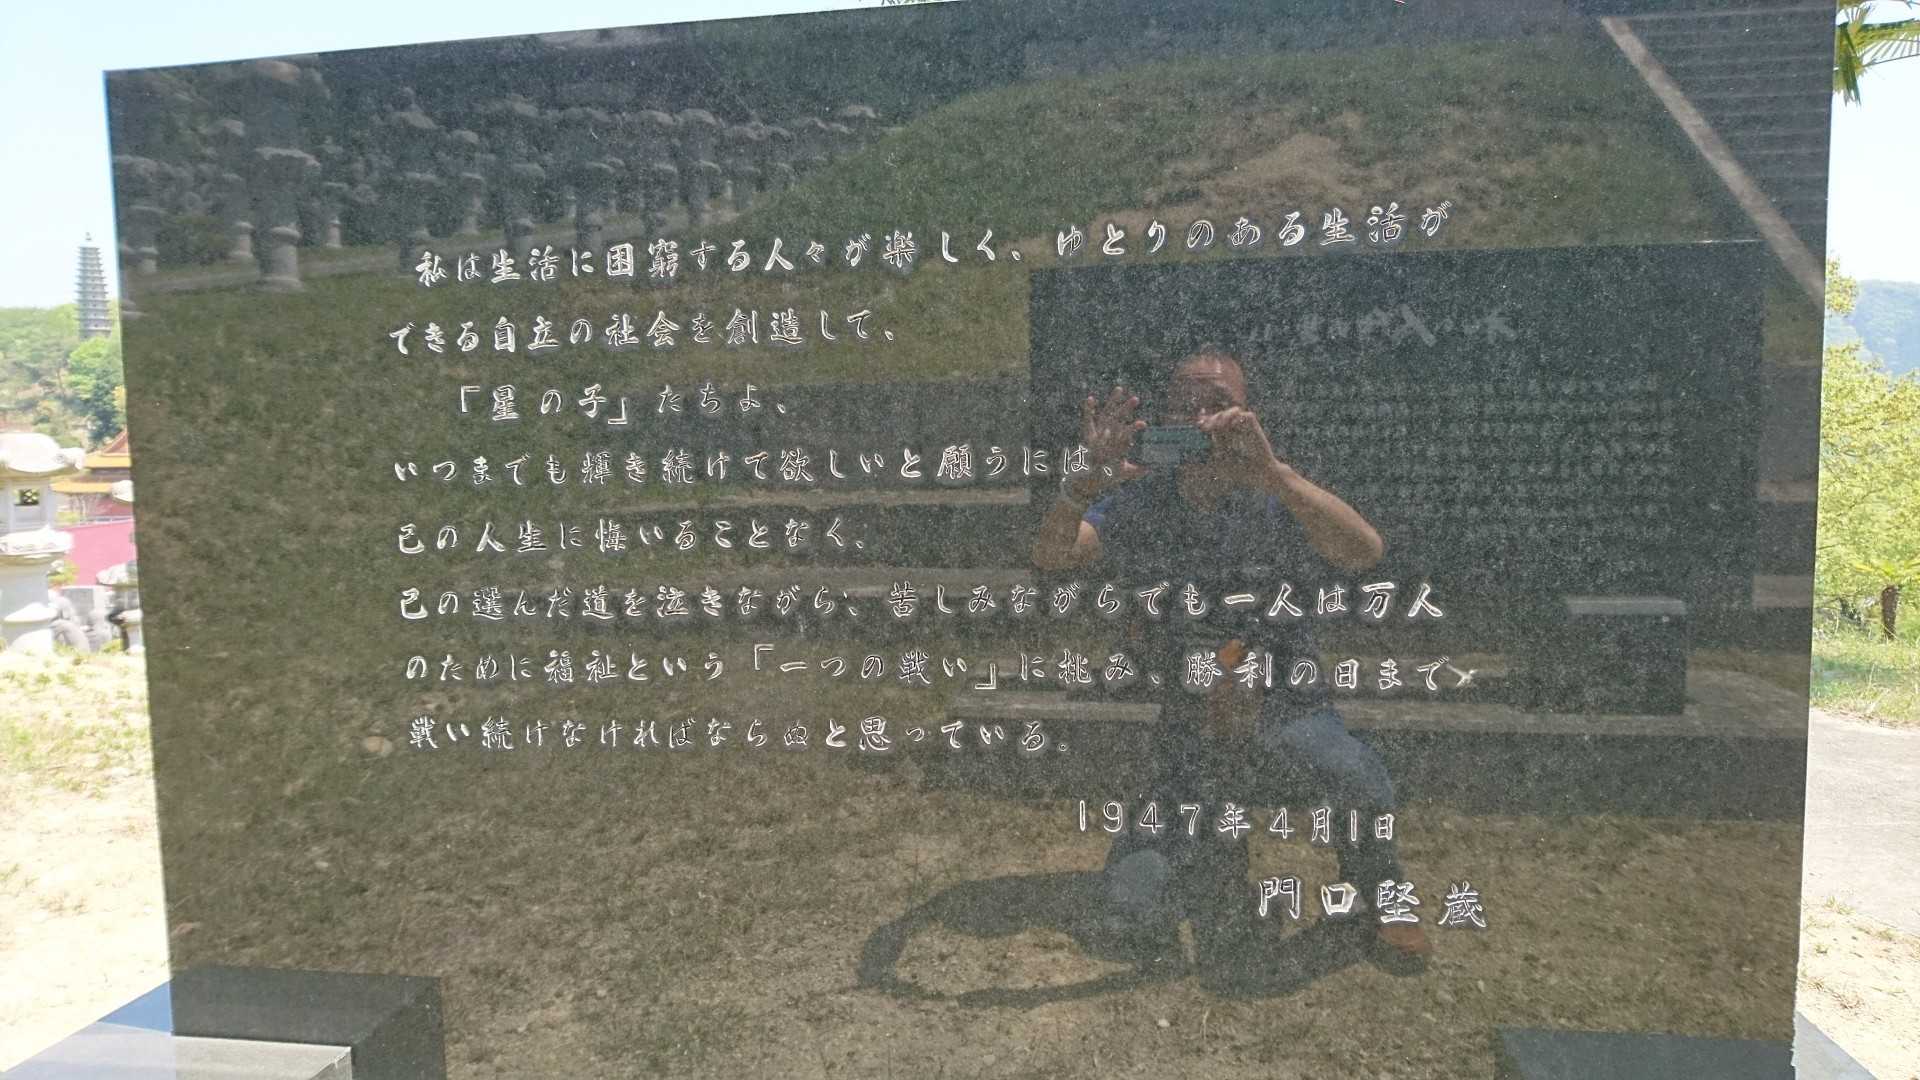 私は生活に困窮する人々が楽しく、ゆとりのある生活が
できる自立の社会を創造して、
「星の子」たちよ、
いつまでも輝き続けて欲しいと願うには、
己の人生に悔いることなく、
己の選んだ道を泣きながら、苦しみながらでも一人は万人
のために福祉という「一つの戦い」に挑み、勝利の日まで
戦い続けなければならぬと思っている。
1947年4月1日
門口堅蔵